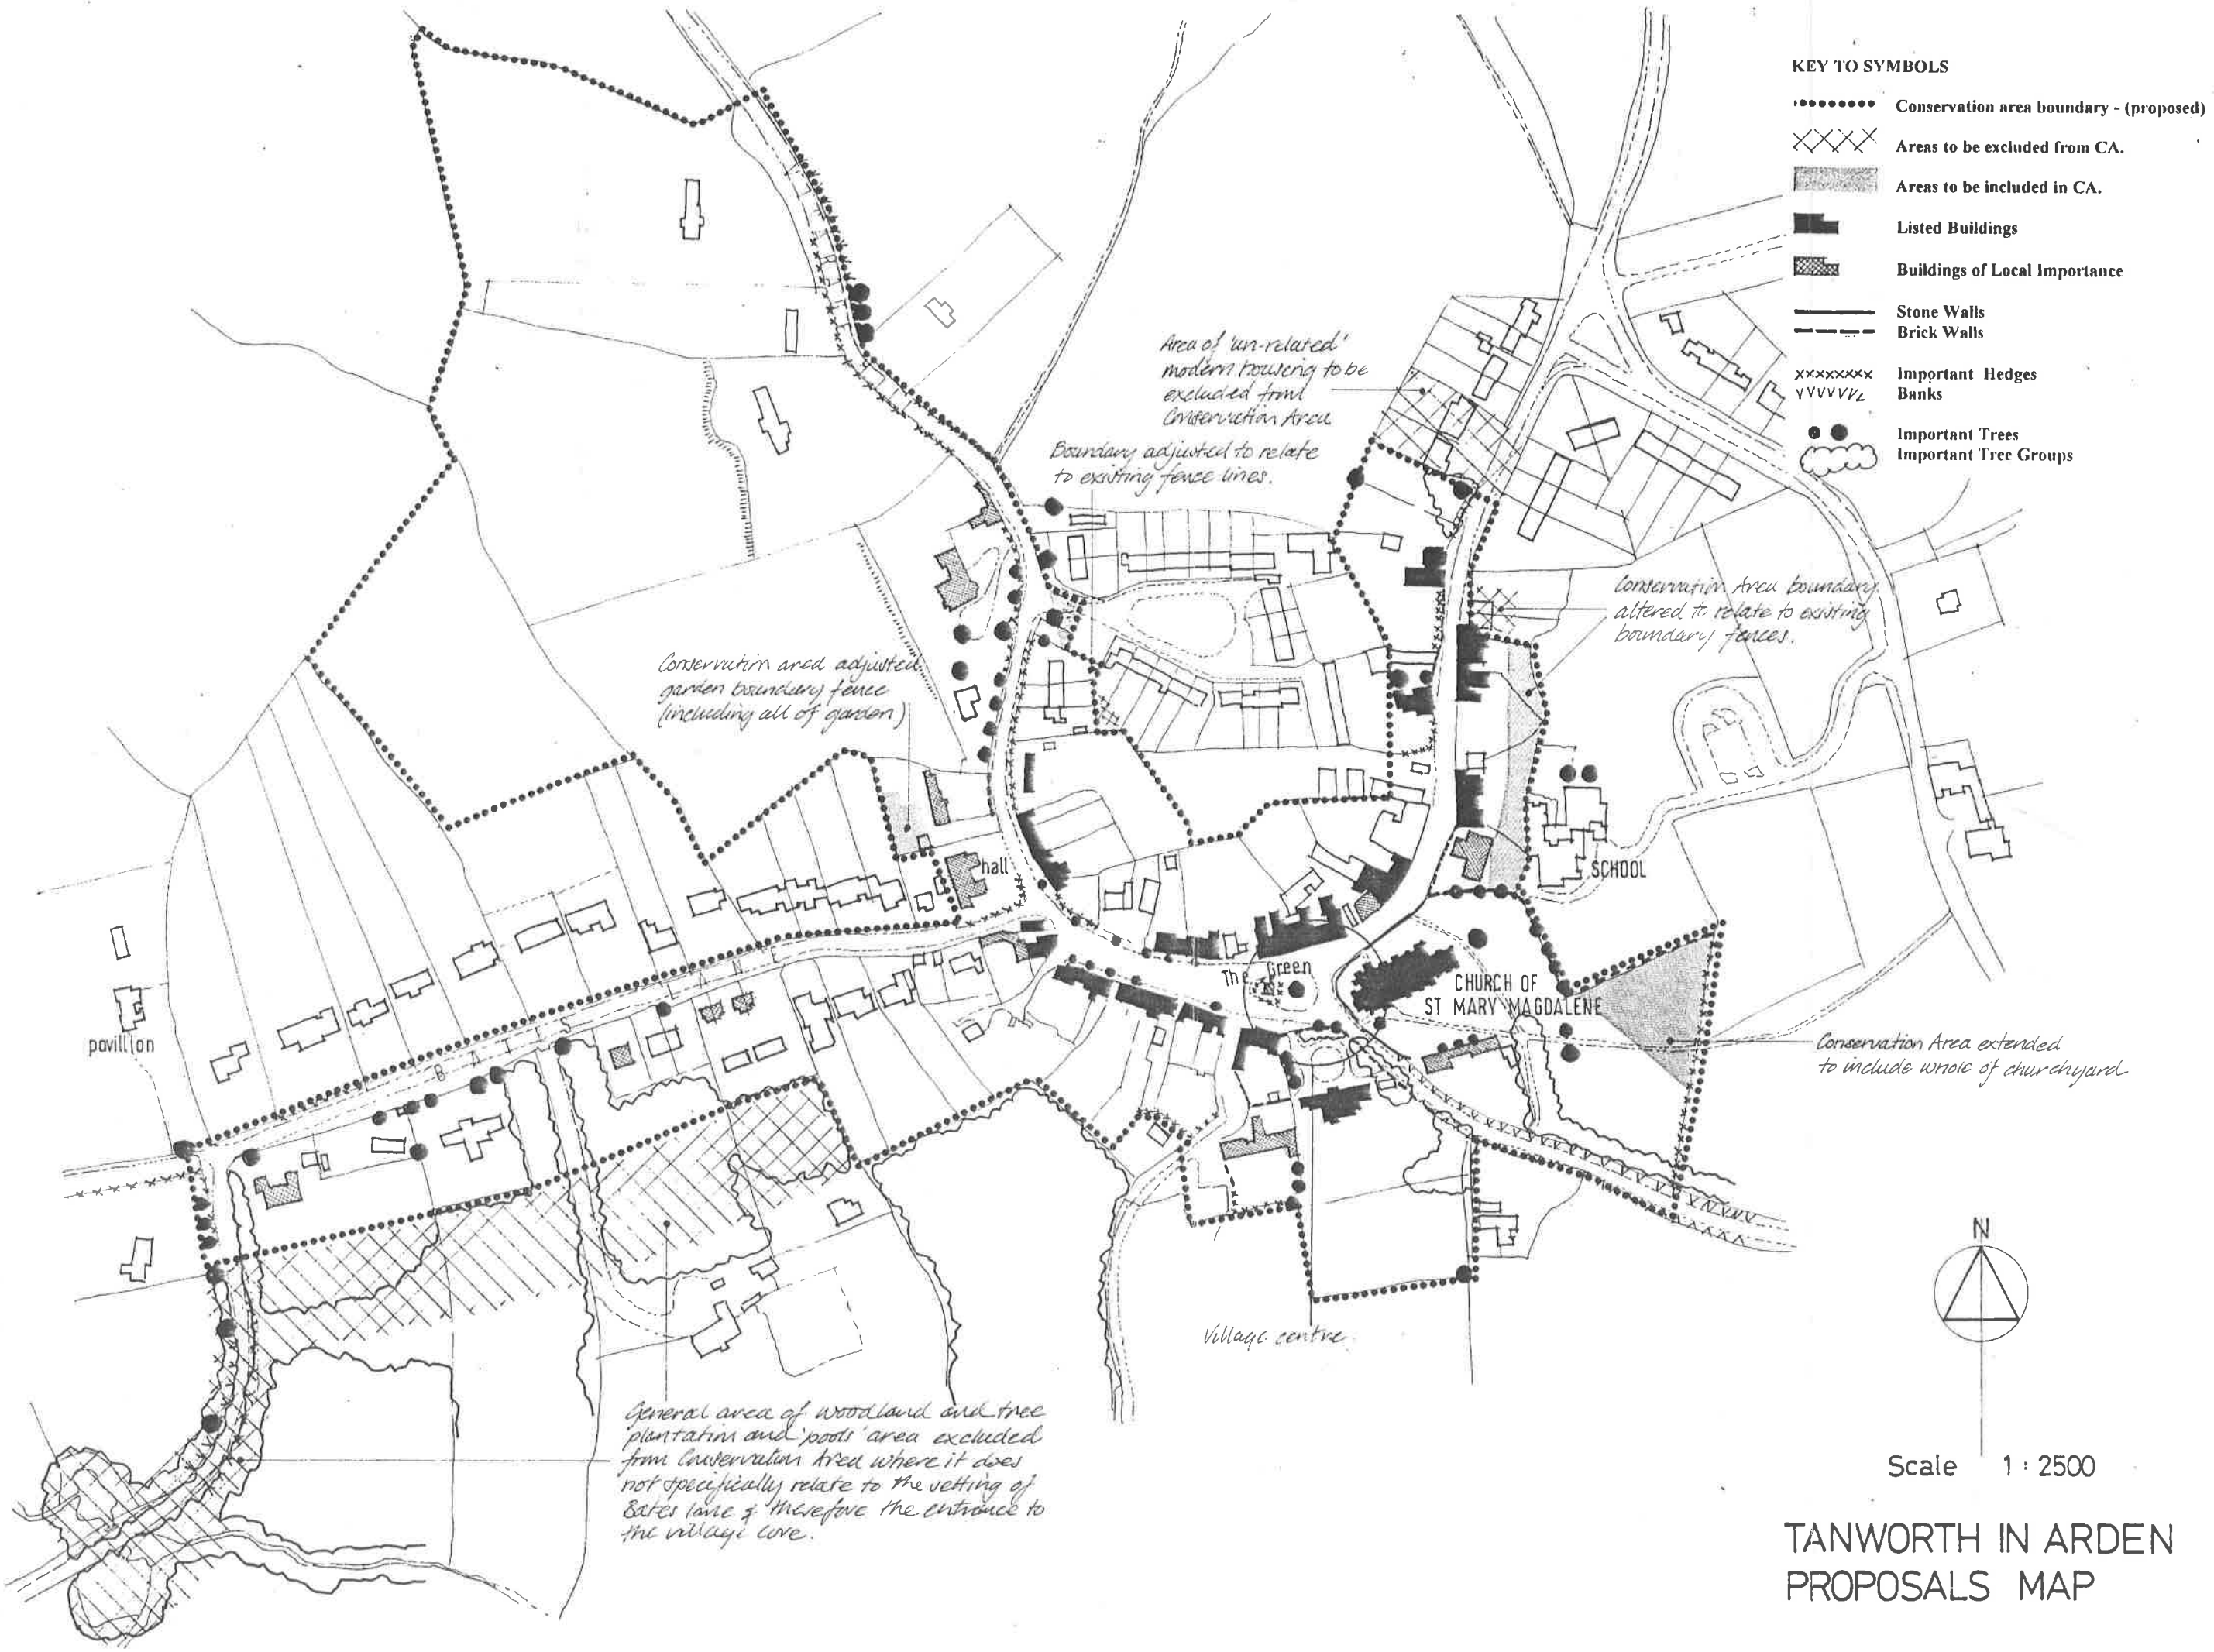 KEY TO SYMBOLS
Conservation area boundary - (proposed)
Areas to be excluded from CA.
Areas to be included in CA.
Listed Buildings
Buildings of Local Importance
Stone Walls
Brick Walls
Important Hedges
Banks
Important Trees
Important Tree Groups
Area of 'un-related'
modern housing to be
excluded from
Conservation Area
Boundary adjusted to relate
to existing fence lines.
Conservation Area boundary
altered to relate to existing
boundary fences.
Conservation area adjusted
garden boundary fence
(including all of garden)
hall
SCHOOL
The Green
CHURCH OF
ST MARY MAGDALENE
pavillion
BA
Conservation Area extended
to include whole of churchyard
Village centre
General area of woodland and tree
plantation and 'pools' area excluded
from Conservation Area where it does
not specifically relate to the setting of
Bates lane & therefore the entrance to
the village core.
N
Scale 1 : 2500
TANWORTH IN ARDEN
PROPOSALS MAP